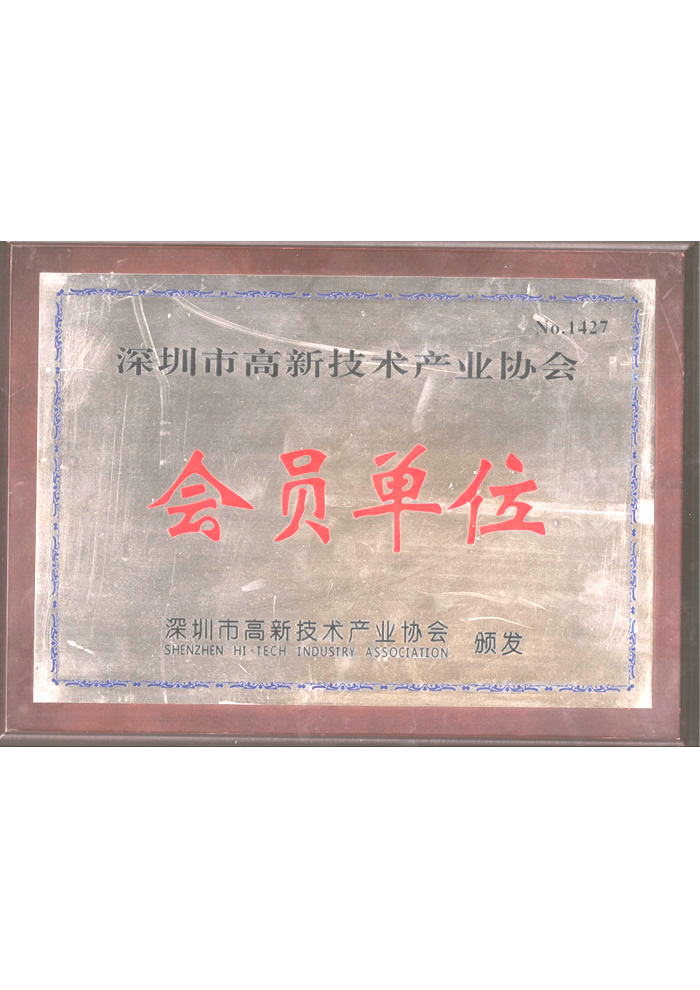 No.1427
深圳市高新技术产业协会
会员单位
深圳市高新技术产业协会 颁发
SHENZHEN HI-TECH INDUSTRY ASSOCIATION